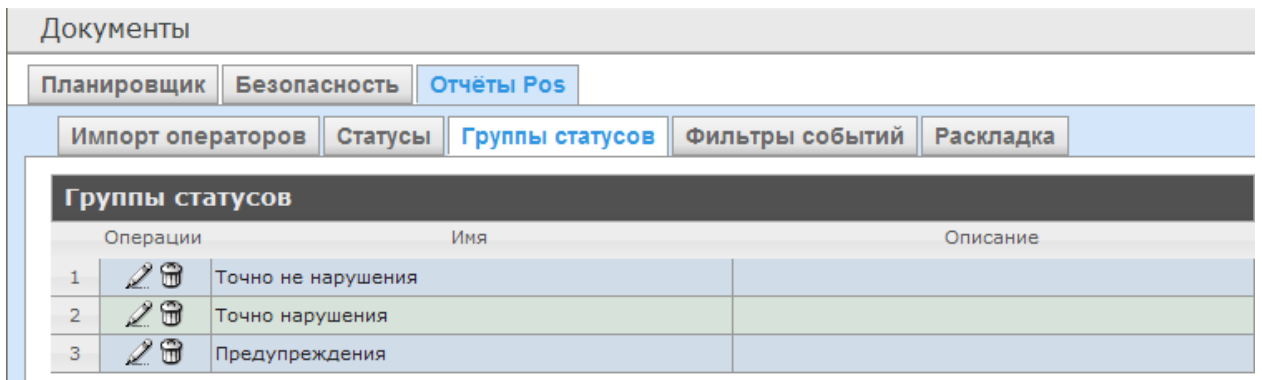 Документы
Планировщик Безопасность Отчёты Pos
Импорт операторов Статусы Группы статусов Фильтры событий Раскладка
Группы статусов
Операции Имя Описание
1 Точно не нарушения
2 Точно нарушения
3 Предупреждения